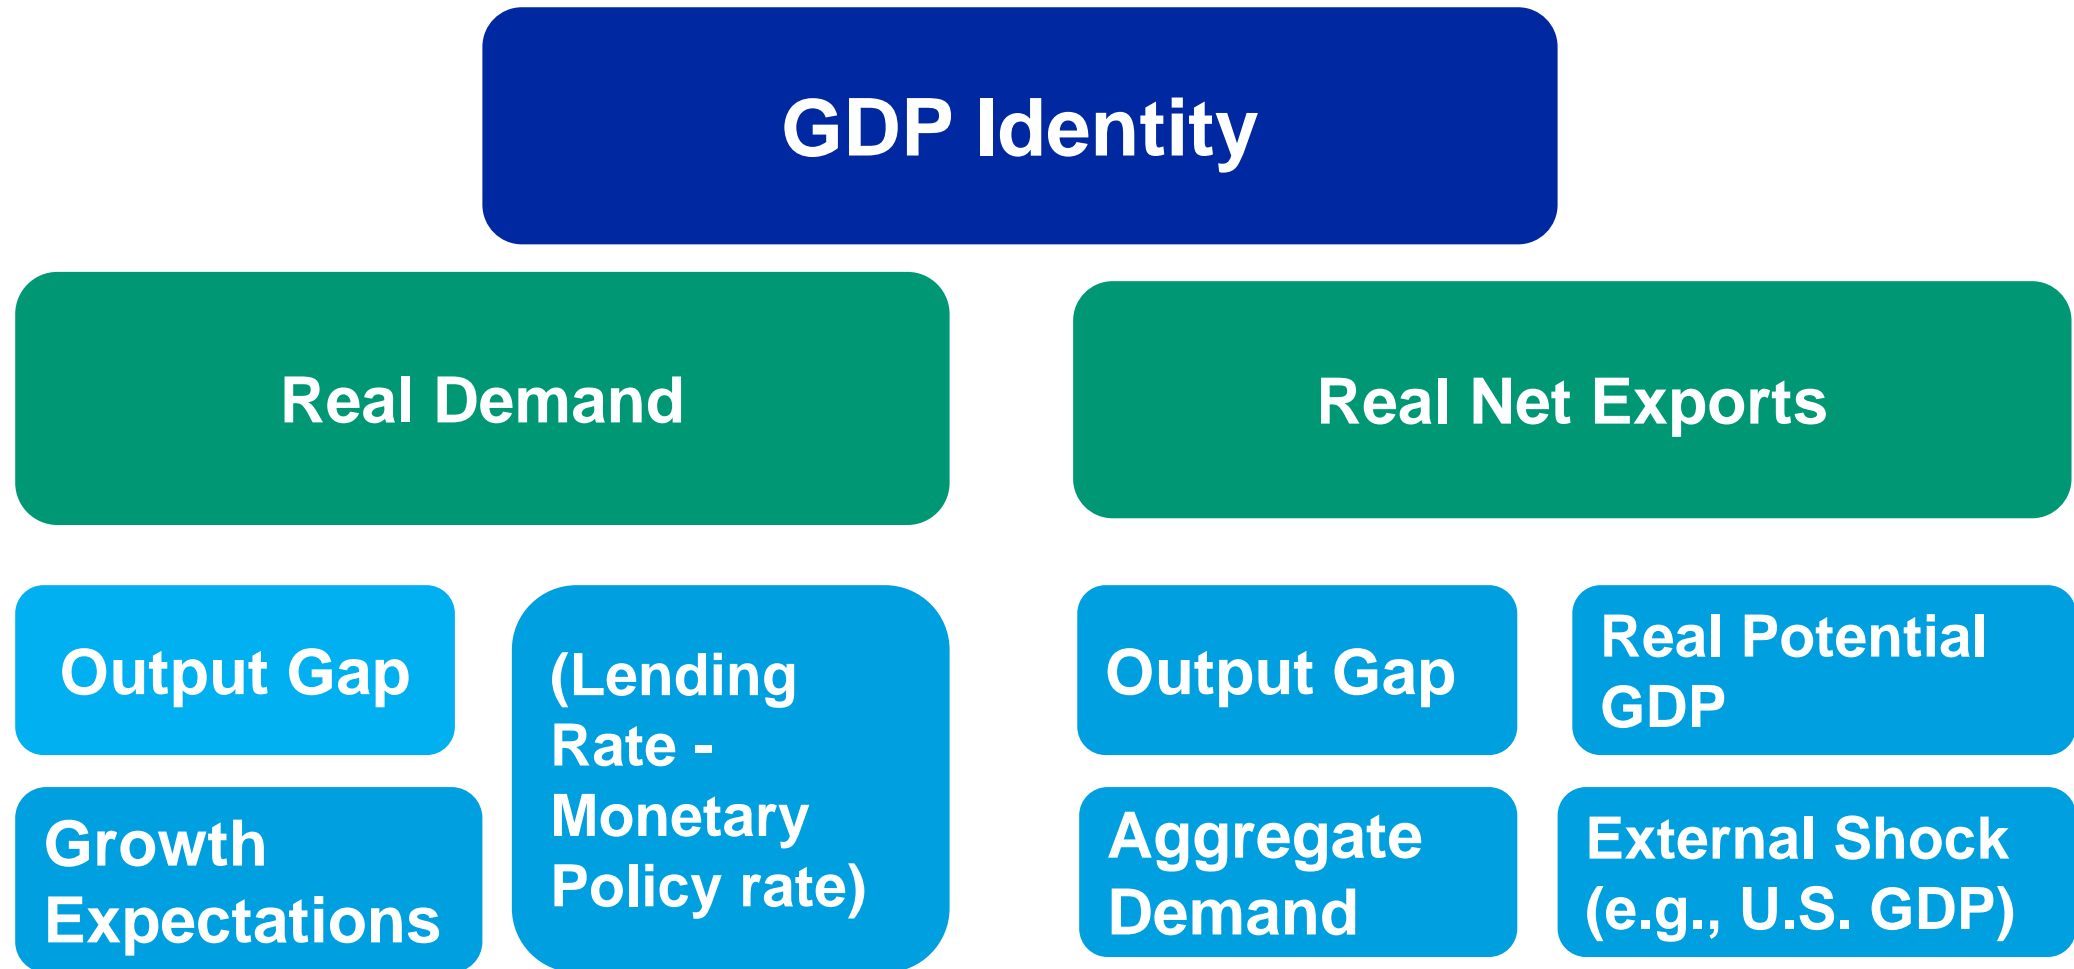 GDP Identity
Real Demand
Real Net Exports
Output Gap
Growth
Expectations
(Lending
Rate -
Monetary
Policy rate)
Output Gap
Real Potential
GDP
Aggregate
Demand
External Shock
(e.g., U.S. GDP)